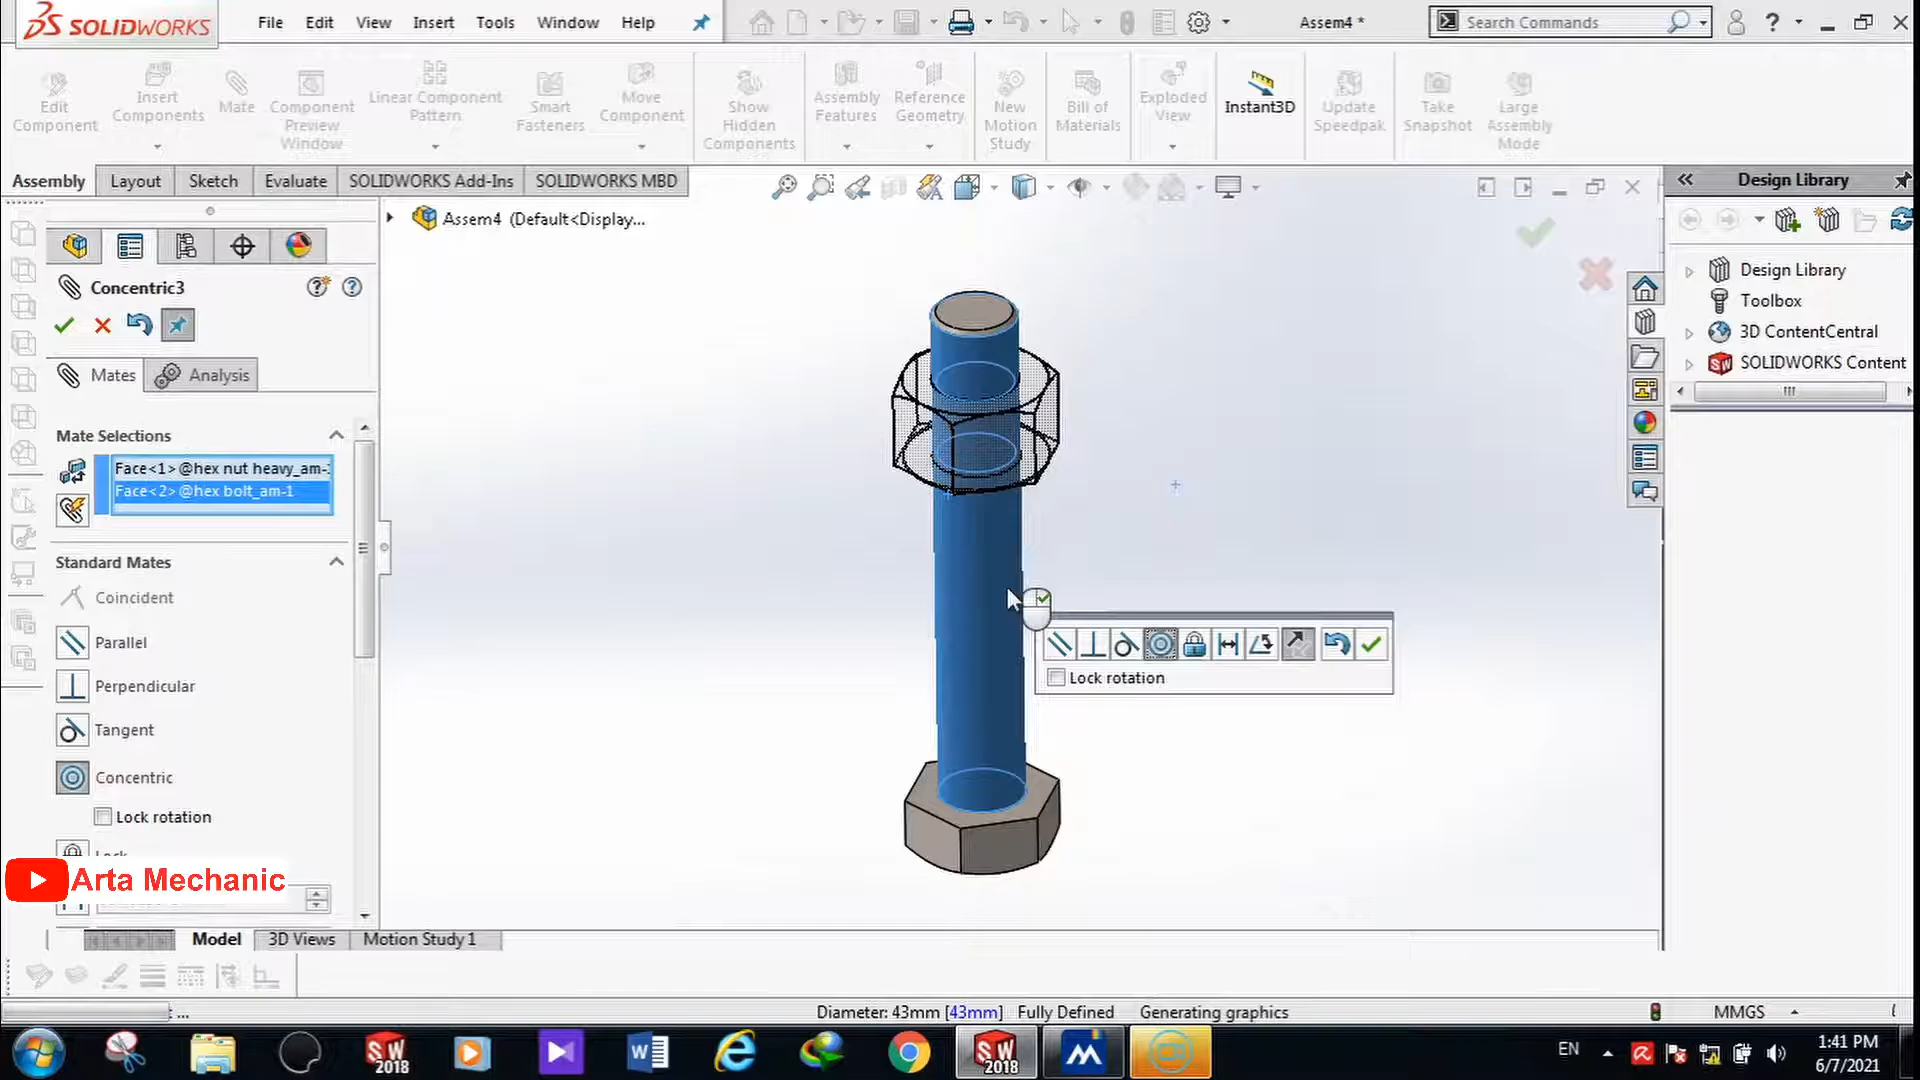 SOLIDWORKS
File Edit View Insert Tools Window Help
Assem4 *
Search Commands
Edit Component
Insert Components
Mate
Component Preview Window
Linear Component Pattern
Smart Fasteners
Move Component
Show Hidden Components
Assembly Features
Reference Geometry
New Motion Study
Bill of Materials
Exploded View
Instant3D
Update Speedpak
Take Snapshot
Large Assembly Mode
Assembly Layout Sketch Evaluate SOLIDWORKS Add-Ins SOLIDWORKS MBD
Design Library
Assem4 (Default<Display...
Concentric3
Mates Analysis
Mate Selections
Face<1>@hex nut heavy_am-
Face<2>@hex bolt_am-1
Standard Mates
Coincident
Parallel
Perpendicular
Tangent
Concentric
Lock rotation
Lock
Arta Mechanic
Lock rotation
Design Library
Toolbox
3D ContentCentral
SOLIDWORKS Content
Model 3D Views Motion Study 1
...
Diameter: 43mm [43mm] Fully Defined Generating graphics MMGS
SW 2018
SW 2018
EN
1:41 PM
6/7/2021